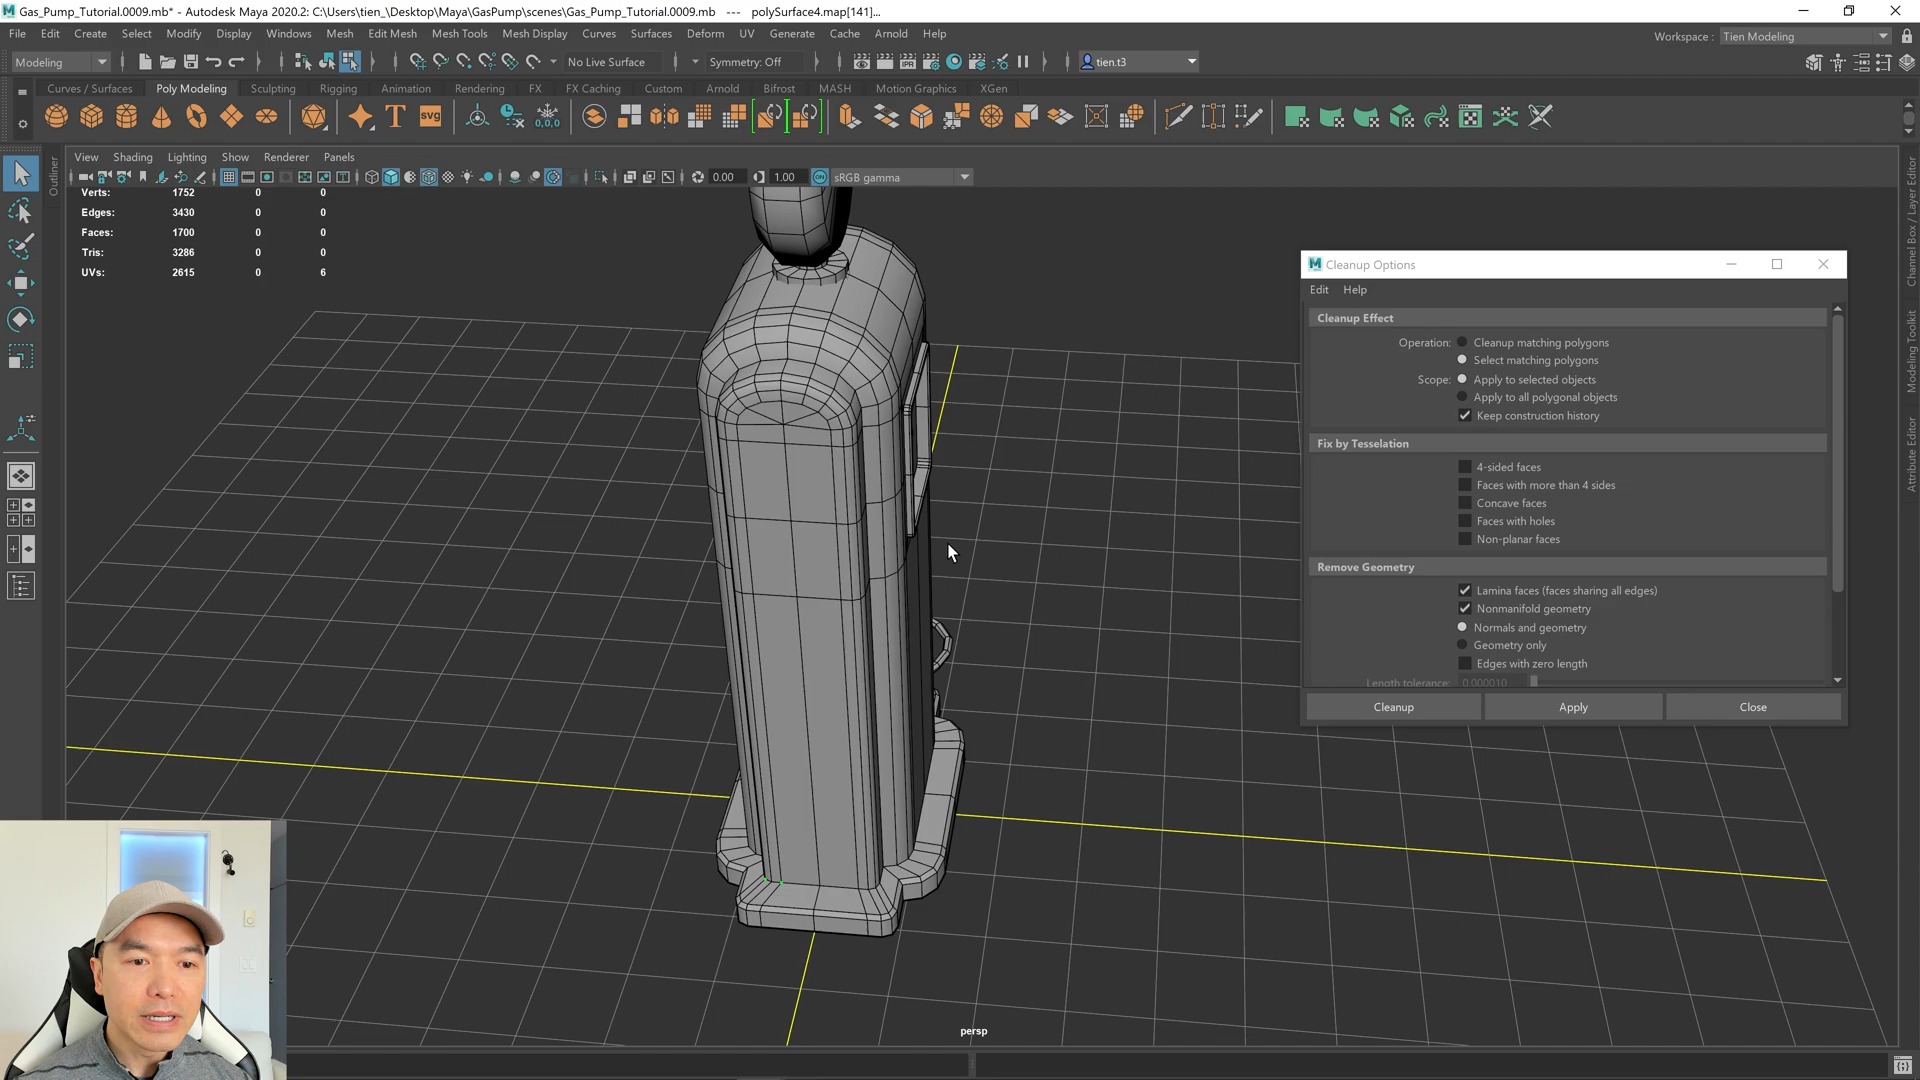 Gas_Pump_Tutorial.0009.mb* - Autodesk Maya 2020.2: C:\Users\tien_\Desktop\Maya\GasPump\scenes\Gas_Pump_Tutorial.0009.mb --- polySurface4.map[141]...
File Edit Create Select Modify Display Windows Mesh Edit Mesh Mesh Tools Mesh Display Curves Surfaces Deform UV Generate Cache Arnold Help
Workspace : Tien Modeling
Modeling No Live Surface Symmetry: Off tien.t3
Curves / Surfaces Poly Modeling Sculpting Rigging Animation Rendering FX FX Caching Custom Arnold Bifrost MASH Motion Graphics XGen
T svg 0,0,0
View Shading Lighting Show Renderer Panels
0.00 1.00 ON sRGB gamma
Outliner
Verts: 1752 0 0
Edges: 3430 0 0
Faces: 1700 0 0
Tris: 3286 0 0
UVs: 2615 0 6
Channel Box / Layer Editor
Modeling Toolkit
Attribute Editor
Cleanup Options
Edit Help
Cleanup Effect
Operation: Cleanup matching polygons
Select matching polygons
Scope: Apply to selected objects
Apply to all polygonal objects
Keep construction history
Fix by Tesselation
4-sided faces
Faces with more than 4 sides
Concave faces
Faces with holes
Non-planar faces
Remove Geometry
Lamina faces (faces sharing all edges)
Nonmanifold geometry
Normals and geometry
Geometry only
Edges with zero length
Length tolerance: 0.000010
Cleanup Apply Close
persp